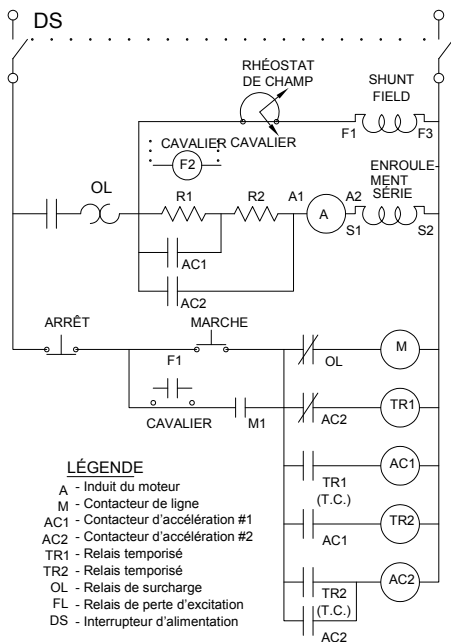 DS
RHÉOSTAT
DE CHAMP
SHUNT
FIELD
F1 F3
CAVALIER CAVALIER
F2
ENROULE-
MENT
SÉRIE
OL
R1 R2 A1 A A2
S1 S2
AC1
AC2
ARRÊT MARCHE
F1
OL M
CAVALIER M1 AC2 TR1
TR1
(T.C.)
AC1
AC1 TR2
TR2
(T.C.)
AC2
AC2
LÉGENDE
A - Induit du moteur
M - Contacteur de ligne
AC1 - Contacteur d'accélération #1
AC2 - Contacteur d'accélération #2
TR1 - Relais temporisé
TR2 - Relais temporisé
OL - Relais de surcharge
FL - Relais de perte d'excitation
DS - Interrupteur d'alimentation